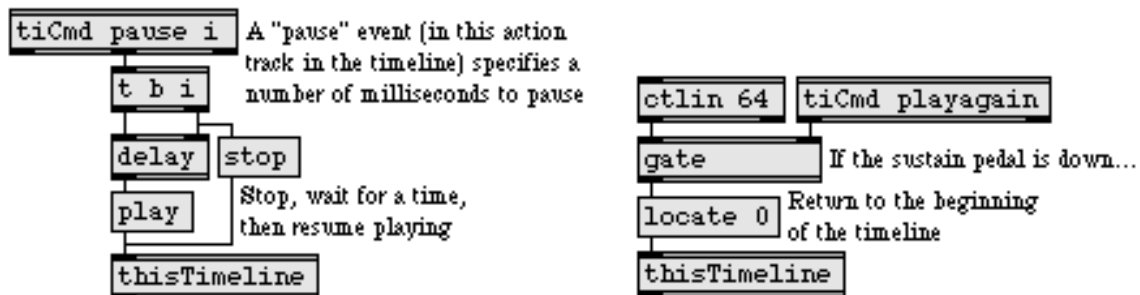 tiCmd pause i
A "pause" event (in this action
track in the timeline) specifies a
number of milliseconds to pause
t b i
delay
stop
play
Stop, wait for a time,
then resume playing
thisTimeline
ctlin 64
tiCmd playagain
gate
If the sustain pedal is down...
locate 0
Return to the beginning
of the timeline
thisTimeline